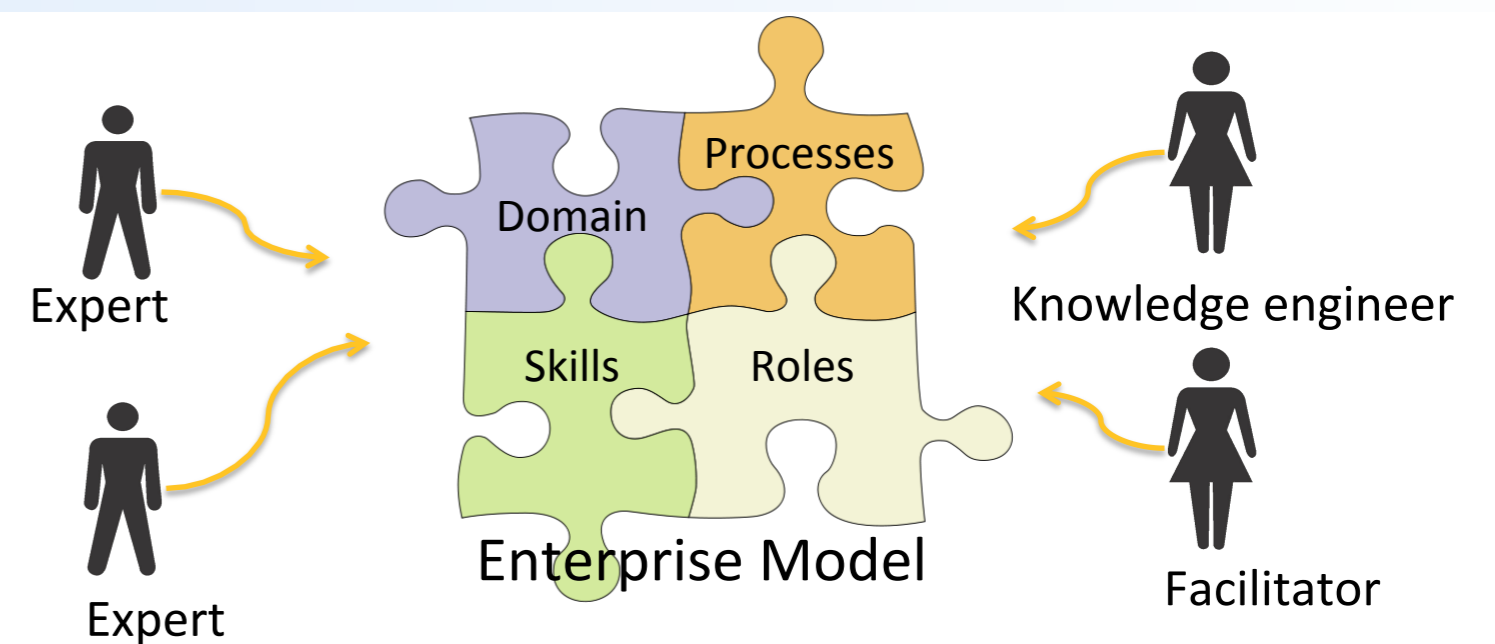 Processes
Domain
Expert
Knowledge engineer
Skills
Roles
Enterprise Model
Facilitator
Expert